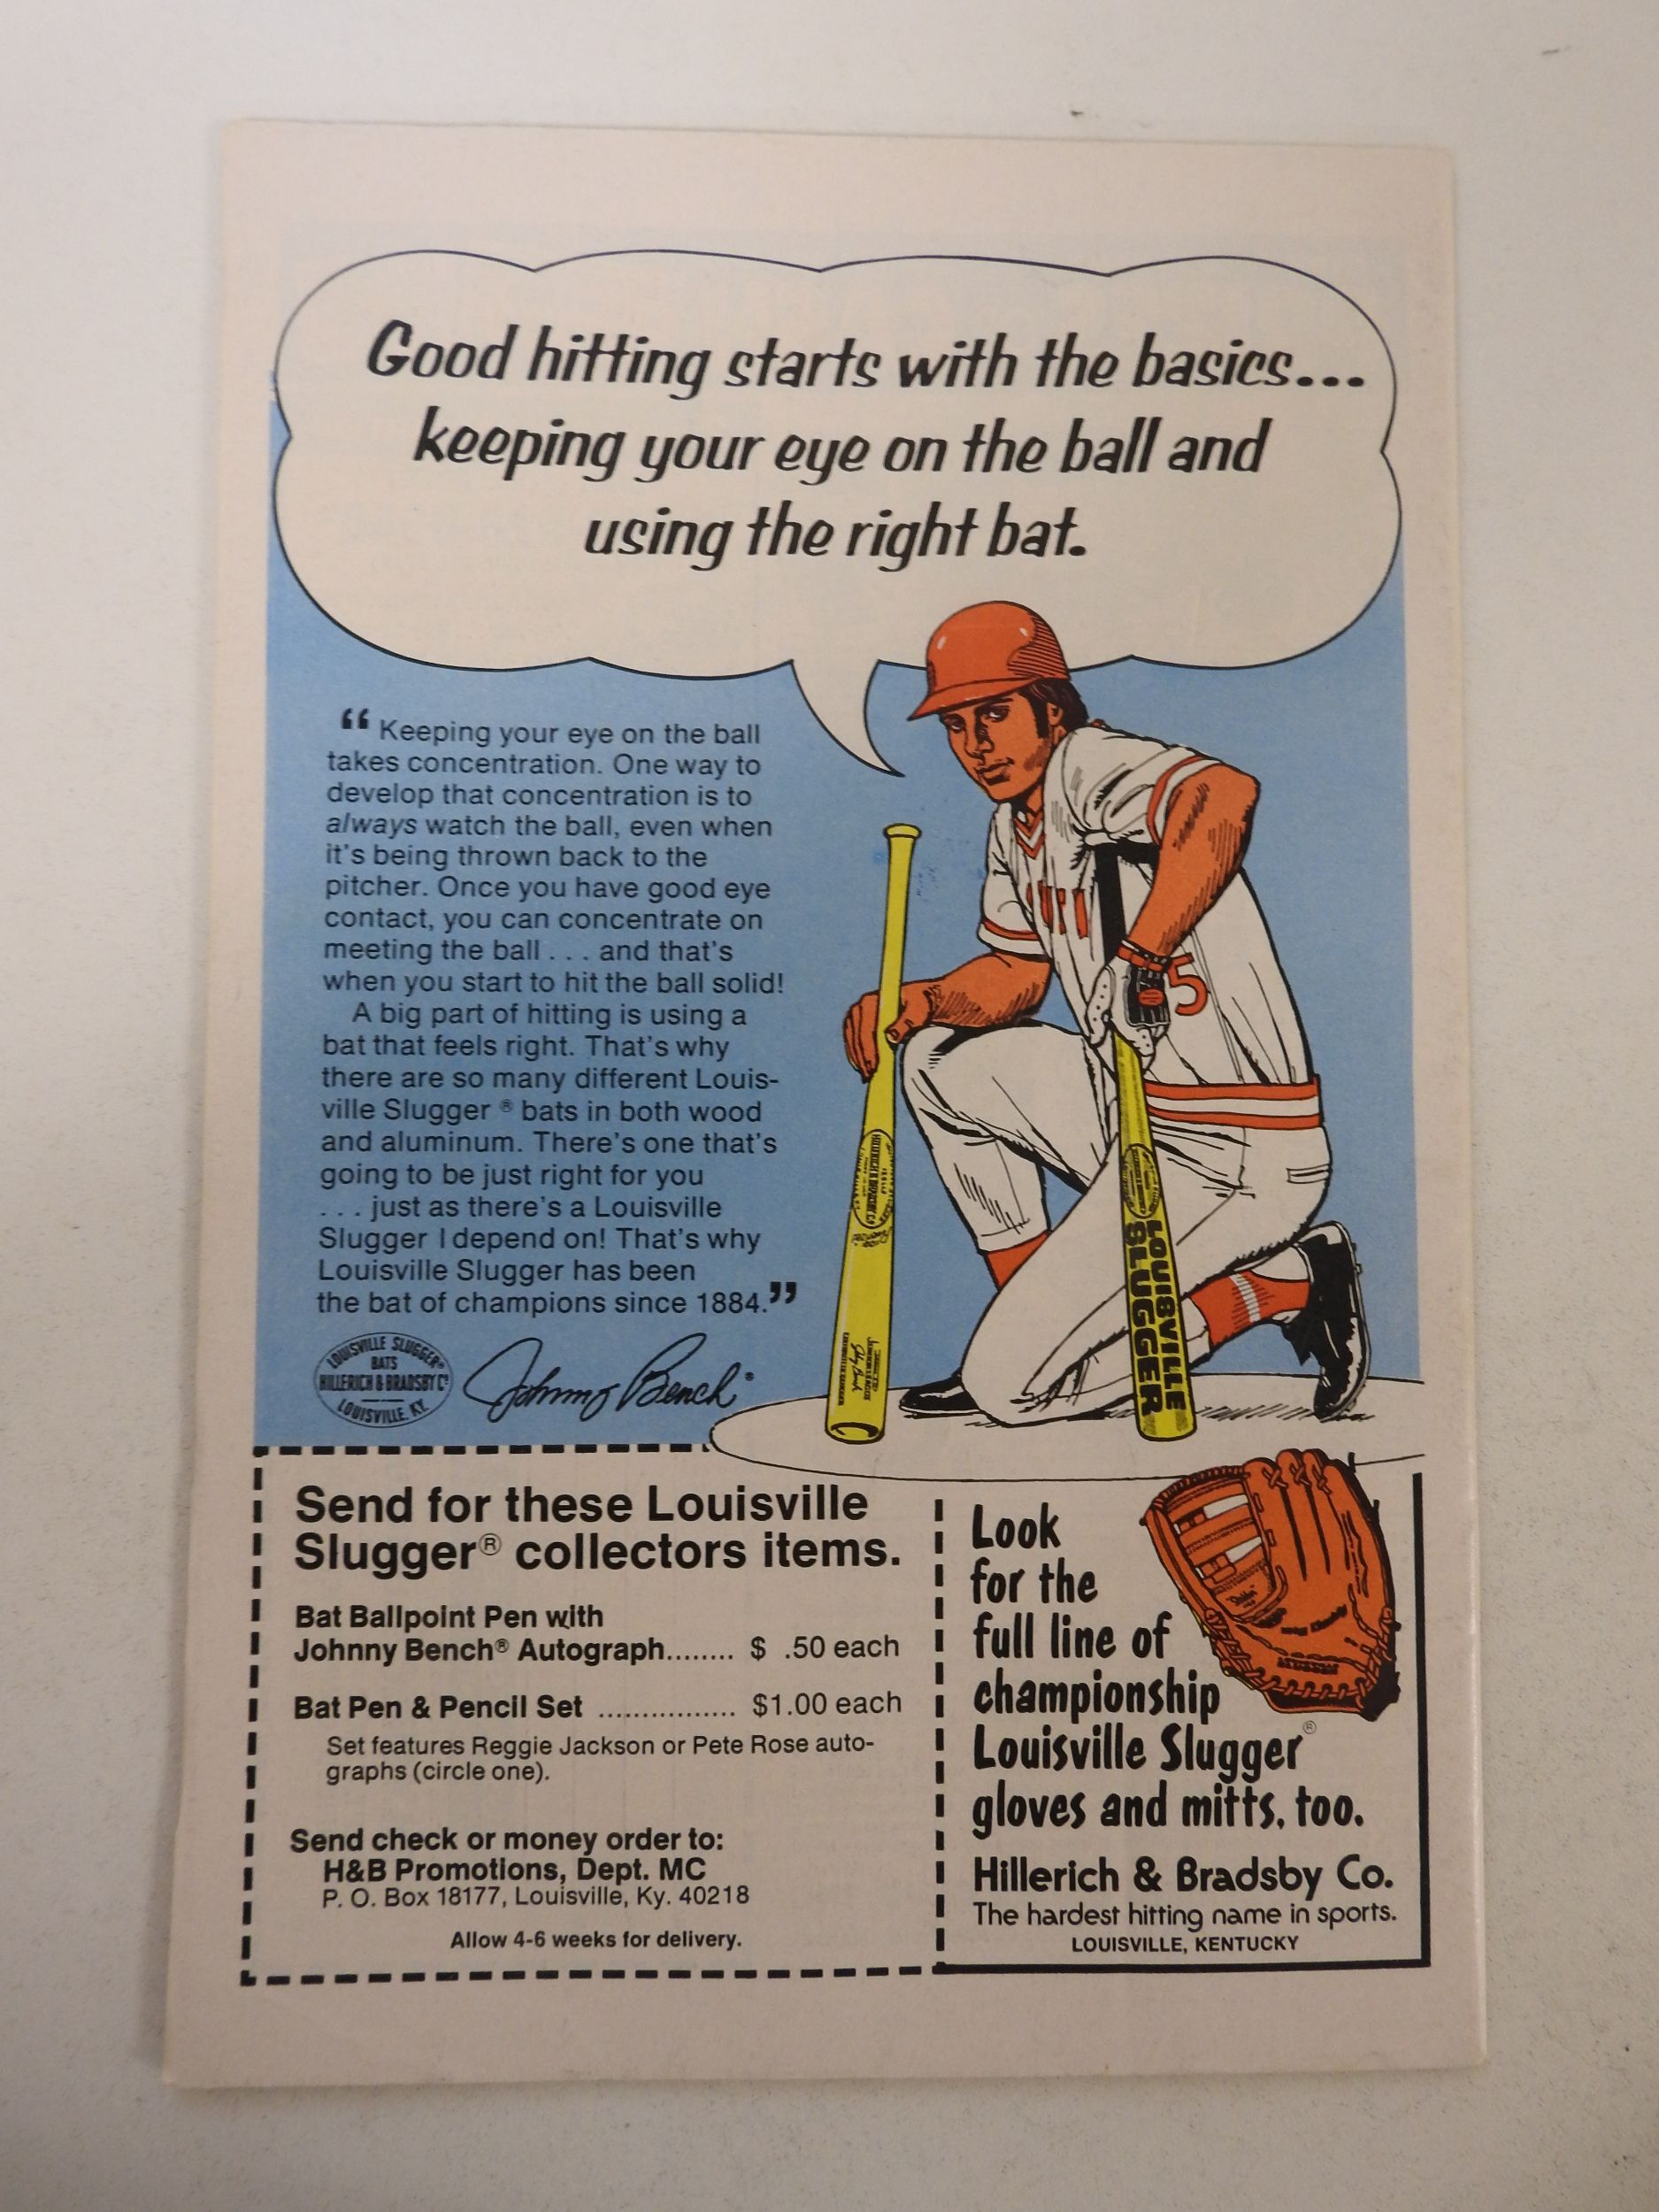 Good hitting starts with the basics...
keeping your eye on the ball and
using the right bat.
“Keeping your eye on the ball
takes concentration. One way to
develop that concentration is to
always watch the ball, even when
it's being thrown back to the
pitcher. Once you have good eye
contact, you can concentrate on
meeting the ball . . . and that's
when you start to hit the ball solid!
A big part of hitting is using a
bat that feels right. That's why
there are so many different Louis-
ville Slugger ® bats in both wood
and aluminum. There's one that's
going to be just right for you
. . . just as there's a Louisville
Slugger I depend on! That's why
Louisville Slugger has been
the bat of champions since 1884.”
LOUISVILLE SLUGGER®
BATS
HILLERICH & BRADSBY Cº
LOUISVILLE, KY.
Johnny Bench®
5
HILLERICH & BRADSBY Cº
LOUISVILLE
SLUGGER
Send for these Louisville
Slugger® collectors items.
Bat Ballpoint Pen with
Johnny Bench® Autograph........ $ .50 each
Bat Pen & Pencil Set ................ $1.00 each
Set features Reggie Jackson or Pete Rose auto-
graphs (circle one).
Send check or money order to:
H&B Promotions, Dept. MC
P. O. Box 18177, Louisville, Ky. 40218
Allow 4-6 weeks for delivery.
Look
for the
full line of
championship
Louisville Slugger®
gloves and mitts, too.
Hillerich & Bradsby Co.
The hardest hitting name in sports.
LOUISVILLE, KENTUCKY